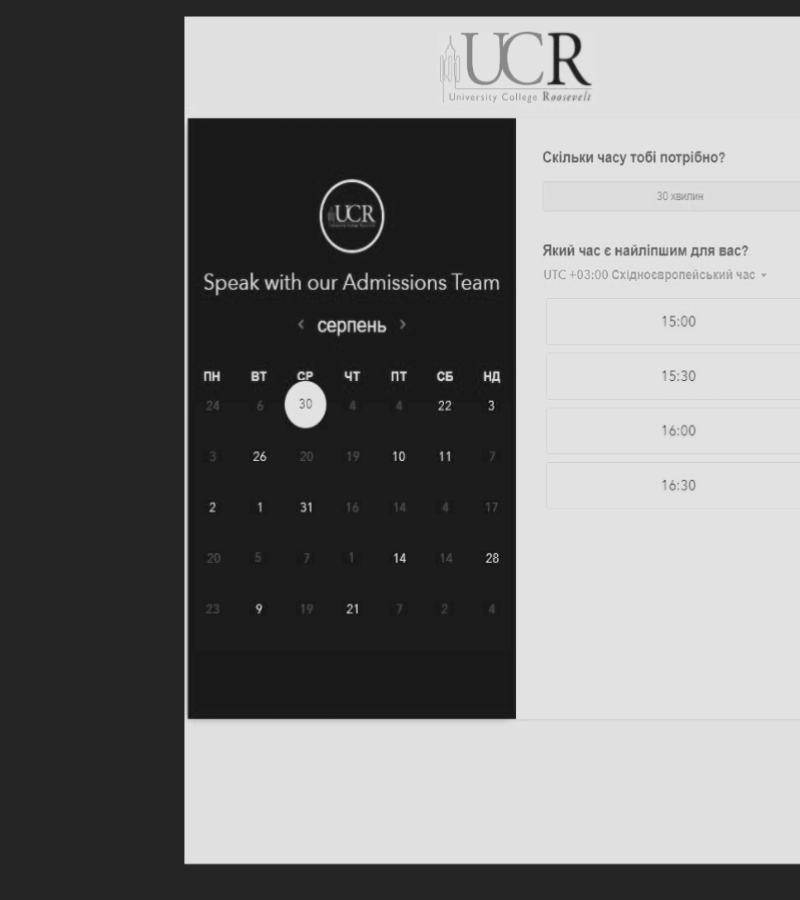 UCR
University College Roosevelt
UCR
Speak with our Admissions Team
‹ серпень ›
ПН ВТ СР ЧТ ПТ СБ НД
24 6 30 4 4 22 3
3 26 20 19 10 11 7
2 1 31 16 14 4 17
20 5 7 1 14 14 28
23 9 19 21 7 2 4
Скільки часу тобі потрібно?
30 хвилин
Який час є найліпшим для вас?
UTC +03:00 Східноєвропейський час
15:00
15:30
16:00
16:30